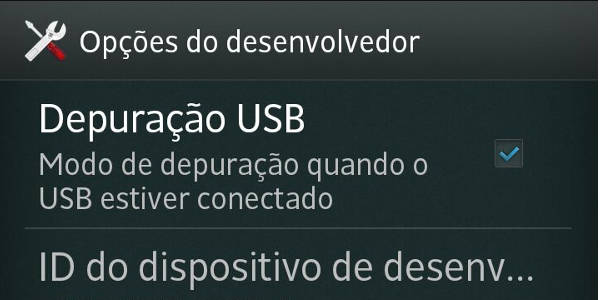 Opções do desenvolvedor
Depuração USB
Modo de depuração quando o
USB estiver conectado
ID do dispositivo de desenv...